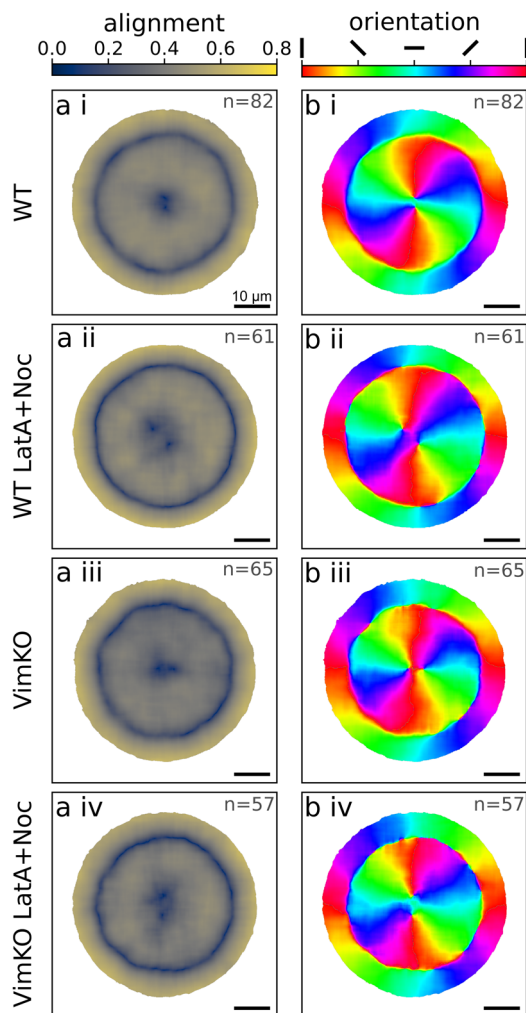 alignment
0.0 0.2 0.4 0.6 0.8
orientation
WT
a i
n=82
10 μm
b i
n=82
WT LatA+Noc
a ii
n=61
b ii
n=61
VimKO
a iii
n=65
b iii
n=65
VimKO LatA+Noc
a iv
n=57
b iv
n=57